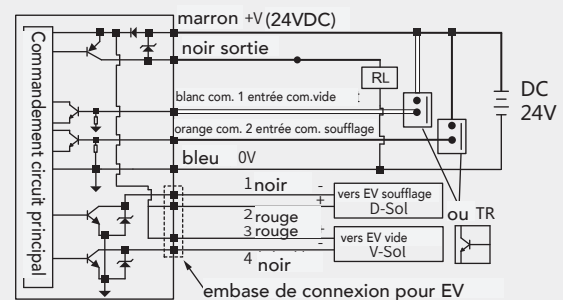 Commandement circuit principal
marron +V (24VDC)
noir sortie
RL
blanc com. 1 entrée com.vide
orange com. 2 entrée com. soufflage
DC
24V
bleu 0V
1 noir
-
+
vers EV soufflage
D-Sol
2 rouge
3 rouge
-
vers EV vide
V-Sol
4 noir
ou TR
embase de connexion pour EV